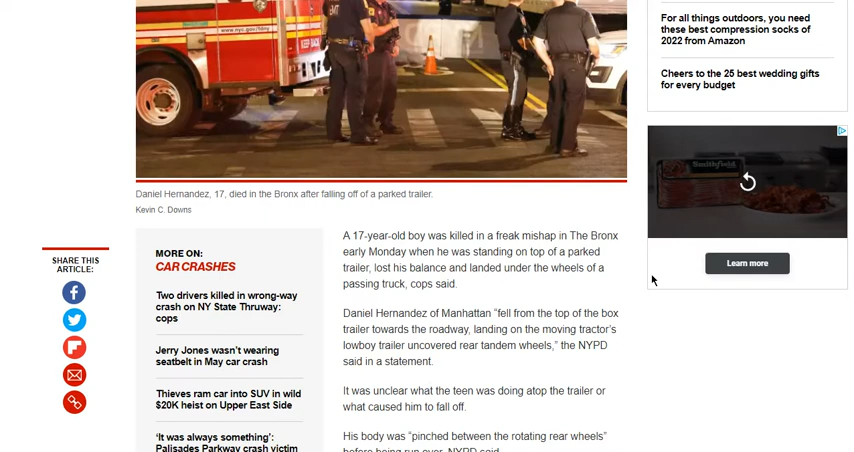 www.nyc.gov/fdny
KEEP BACK
EMT
For all things outdoors, you need
these best compression socks of
2022 from Amazon
Cheers to the 25 best wedding gifts
for every budget
Smithfield
Learn more
Daniel Hernandez, 17, died in the Bronx after falling off of a parked trailer.
Kevin C. Downs
SHARE THIS
ARTICLE:
MORE ON:
CAR CRASHES
Two drivers killed in wrong-way
crash on NY State Thruway:
cops
Jerry Jones wasn't wearing
seatbelt in May car crash
Thieves ram car into SUV in wild
$20K heist on Upper East Side
‘It was always something’:
Palisades Parkway crash victim
A 17-year-old boy was killed in a freak mishap in The Bronx
early Monday when he was standing on top of a parked
trailer, lost his balance and landed under the wheels of a
passing truck, cops said.
Daniel Hernandez of Manhattan “fell from the top of the box
trailer towards the roadway, landing on the moving tractor’s
lowboy trailer uncovered rear tandem wheels,” the NYPD
said in a statement.
It was unclear what the teen was doing atop the trailer or
what caused him to fall off.
His body was “pinched between the rotating rear wheels”
before being run over, NYPD said